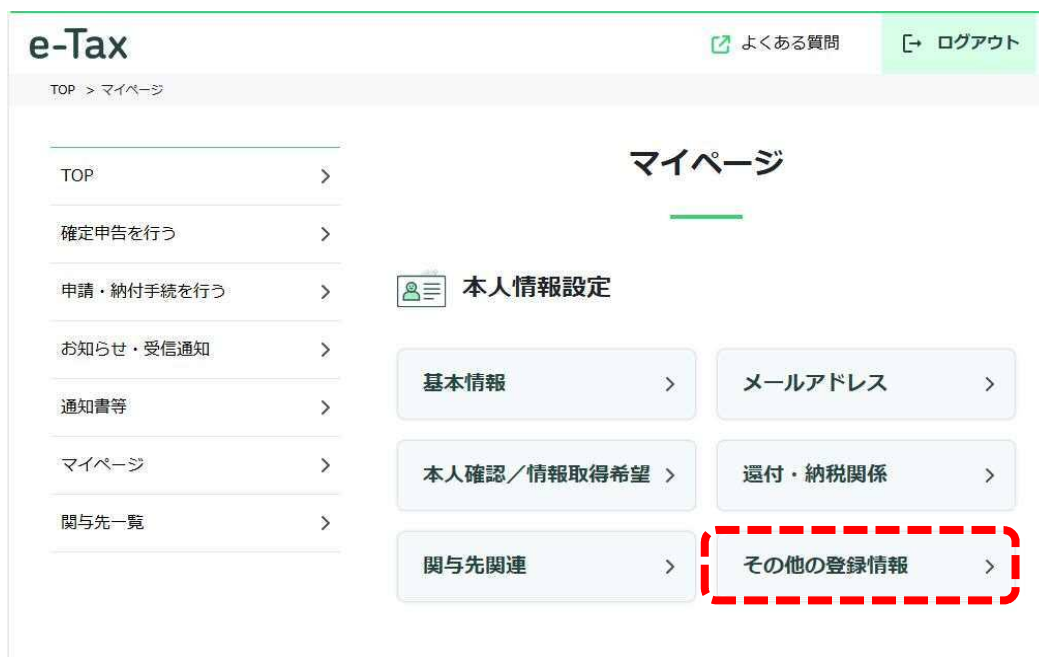 e-Tax
よくある質問
ログアウト
TOP > マイページ
TOP
確定申告を行う
申請・納付手続を行う
お知らせ・受信通知
通知書等
マイページ
関与先一覧
マイページ
本人情報設定
基本情報
メールアドレス
本人確認／情報取得希望
還付・納税関係
関与先関連
その他の登録情報